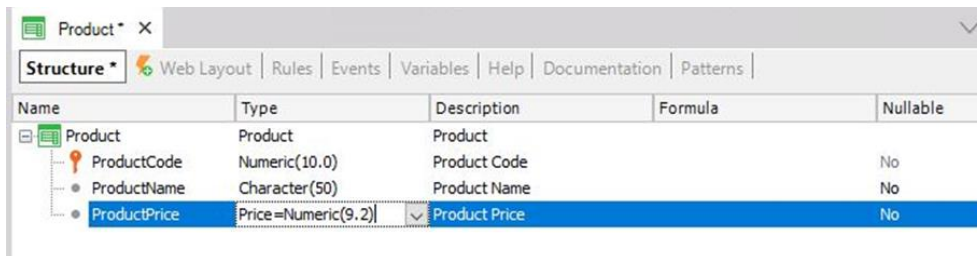 Product *
Structure * Web Layout Rules Events Variables Help Documentation Patterns
Name Type Description Formula Nullable
Product Product Product
ProductCode Numeric(10.0) Product Code No
ProductName Character(50) Product Name No
ProductPrice Price=Numeric(9.2) Product Price No